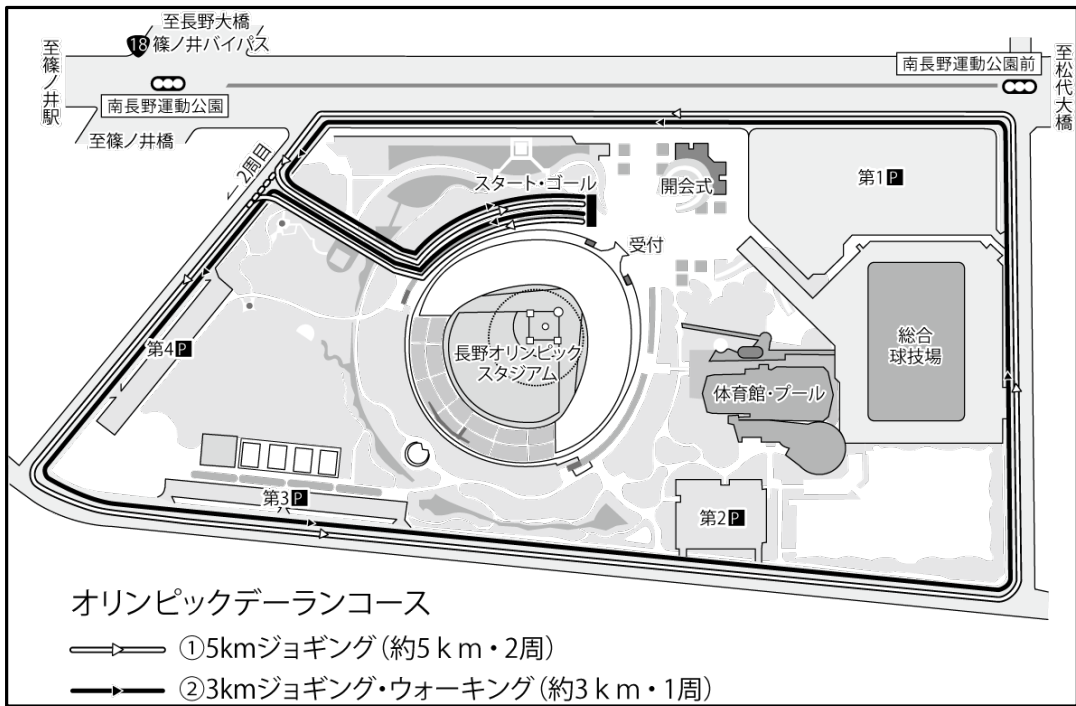 至長野大橋
18 篠ノ井バイパス
至篠ノ井駅
南長野運動公園
至篠ノ井橋
南長野運動公園前
至松代大橋
← 2周目
スタート・ゴール
開会式
第1P
受付
総合
球技場
長野オリンピック
スタジアム
第4P
体育館・プール
第3P
第2P
オリンピックデーランコース
①5kmジョギング(約5km・2周)
②3kmジョギング・ウォーキング(約3km・1周)